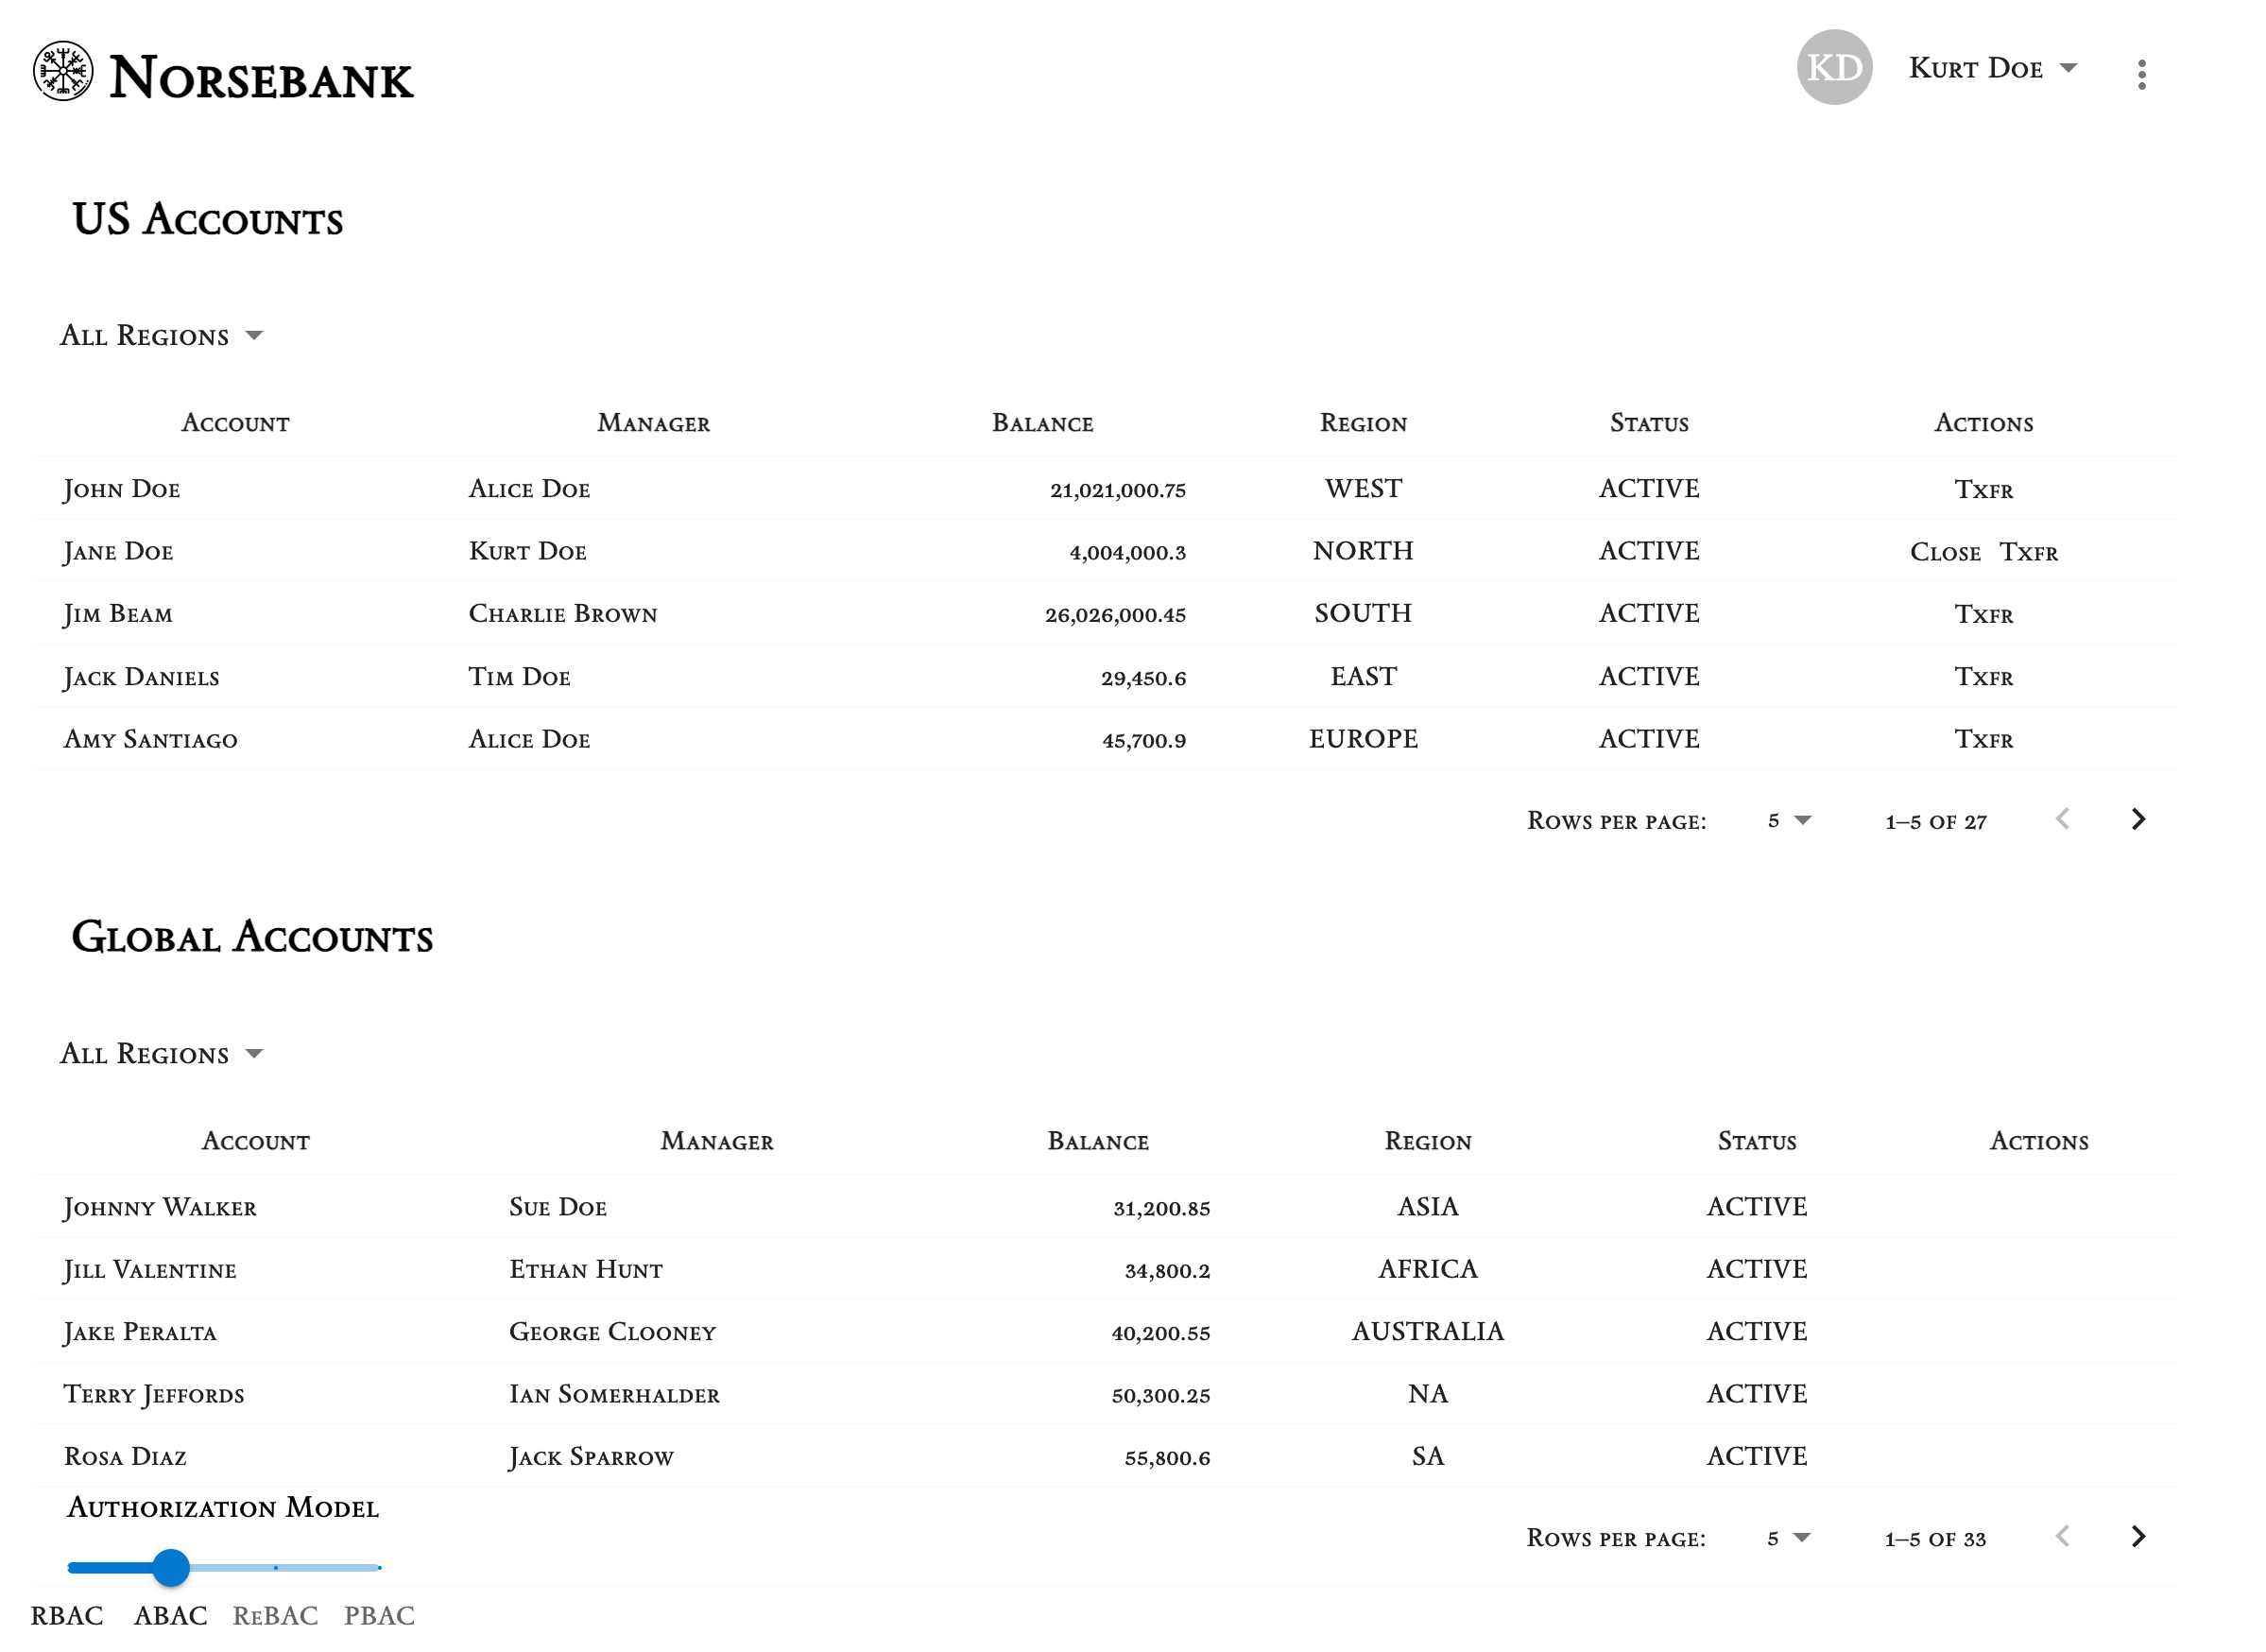 Norsebank
KD Kurt Doe
US Accounts
All Regions
Account Manager Balance Region Status Actions
John Doe Alice Doe 21,021,000.75 WEST ACTIVE Txfr
Jane Doe Kurt Doe 4,004,000.3 NORTH ACTIVE Close Txfr
Jim Beam Charlie Brown 26,026,000.45 SOUTH ACTIVE Txfr
Jack Daniels Tim Doe 29,450.6 EAST ACTIVE Txfr
Amy Santiago Alice Doe 45,700.9 EUROPE ACTIVE Txfr
Rows per page: 5 1–5 of 27
Global Accounts
All Regions
Account Manager Balance Region Status Actions
Johnny Walker Sue Doe 31,200.85 ASIA ACTIVE
Jill Valentine Ethan Hunt 34,800.2 AFRICA ACTIVE
Jake Peralta George Clooney 40,200.55 AUSTRALIA ACTIVE
Terry Jeffords Ian Somerhalder 50,300.25 NA ACTIVE
Rosa Diaz Jack Sparrow 55,800.6 SA ACTIVE
Authorization Model
Rows per page: 5 1–5 of 33
RBAC ABAC ReBAC PBAC